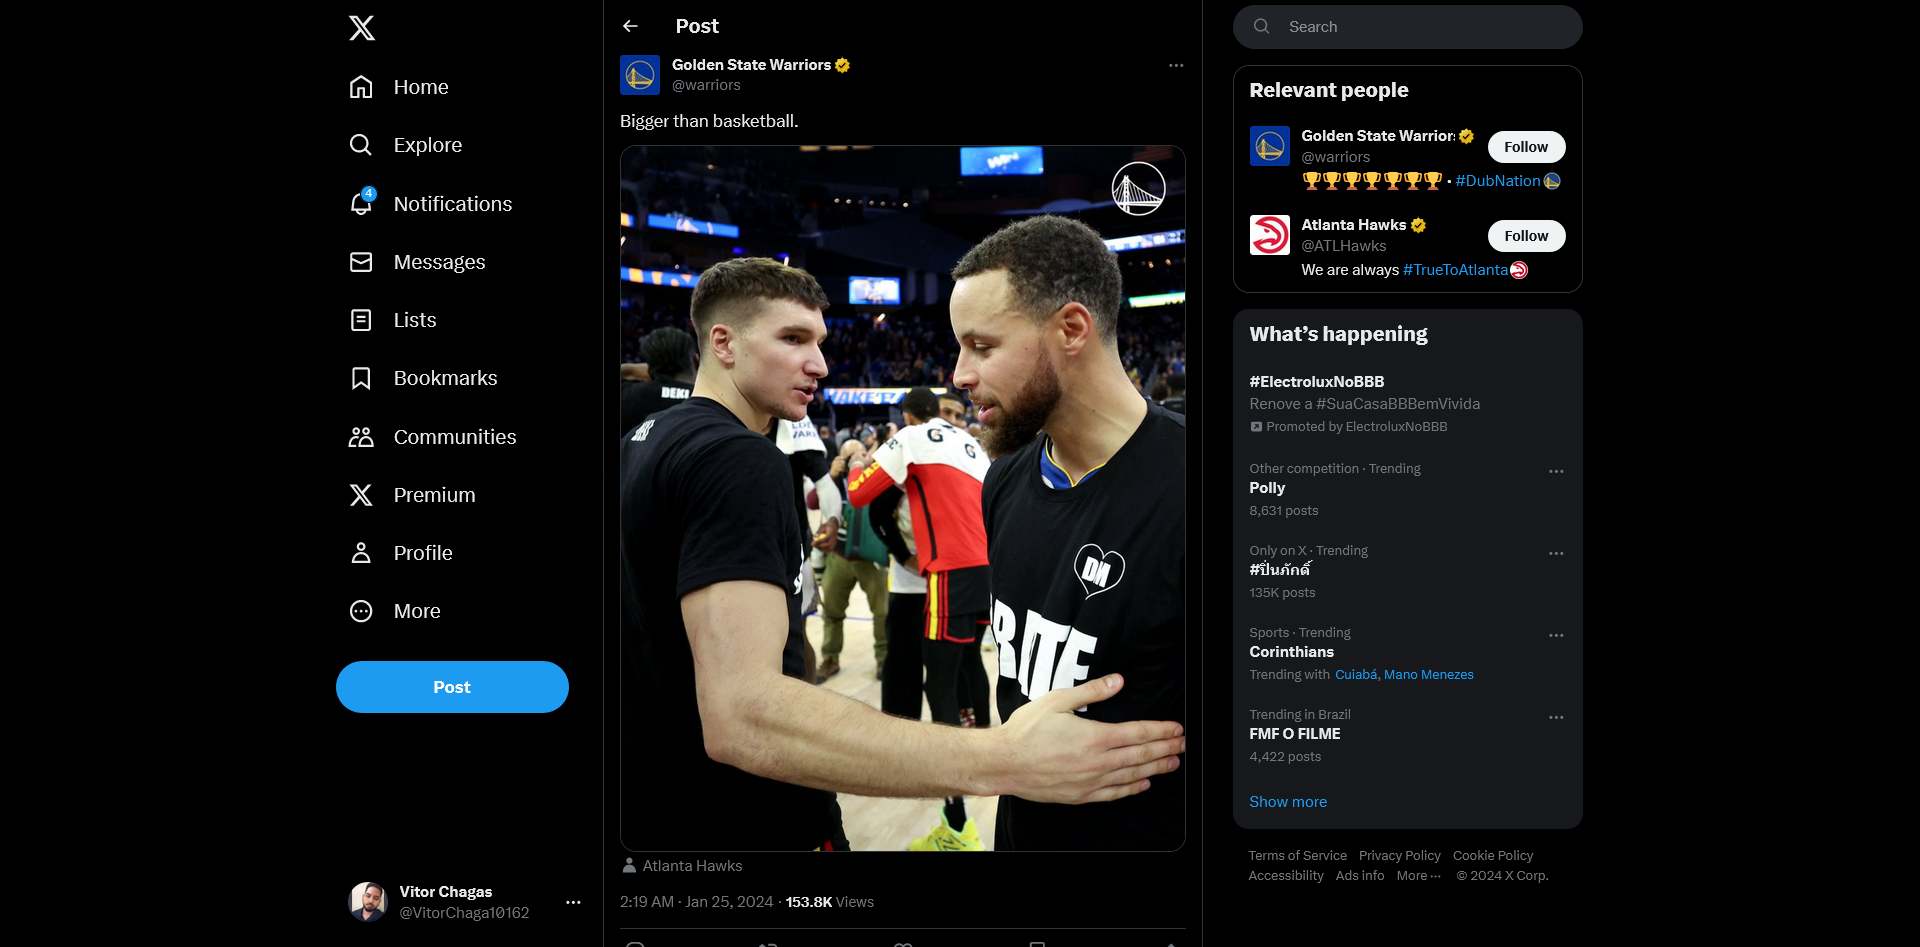 Home
Explore
4
Notifications
Messages
Lists
Bookmarks
Communities
Premium
Profile
More
Post
Vitor Chagas
@VitorChaga10162
Post
Golden State Warriors
@warriors
Bigger than basketball.
WIN
DEKI
G
G
DN
RITE
Atlanta Hawks
2:19 AM · Jan 25, 2024 · 153.8K Views
Search
Relevant people
Golden State Warrior
Follow
@warriors
🏆🏆🏆🏆🏆🏆🏆 • #DubNation
Atlanta Hawks
Follow
@ATLHawks
We are always #TrueToAtlanta
What’s happening
#ElectroluxNoBBB
Renove a #SuaCasaBBBemVivida
Promoted by ElectroluxNoBBB
Other competition · Trending
Polly
8,631 posts
Only on X · Trending
#ปิ่นภักดิ์
135K posts
Sports · Trending
Corinthians
Trending with Cuiabá, Mano Menezes
Trending in Brazil
FMF O FILME
4,422 posts
Show more
Terms of Service Privacy Policy Cookie Policy
Accessibility Ads info More ··· © 2024 X Corp.